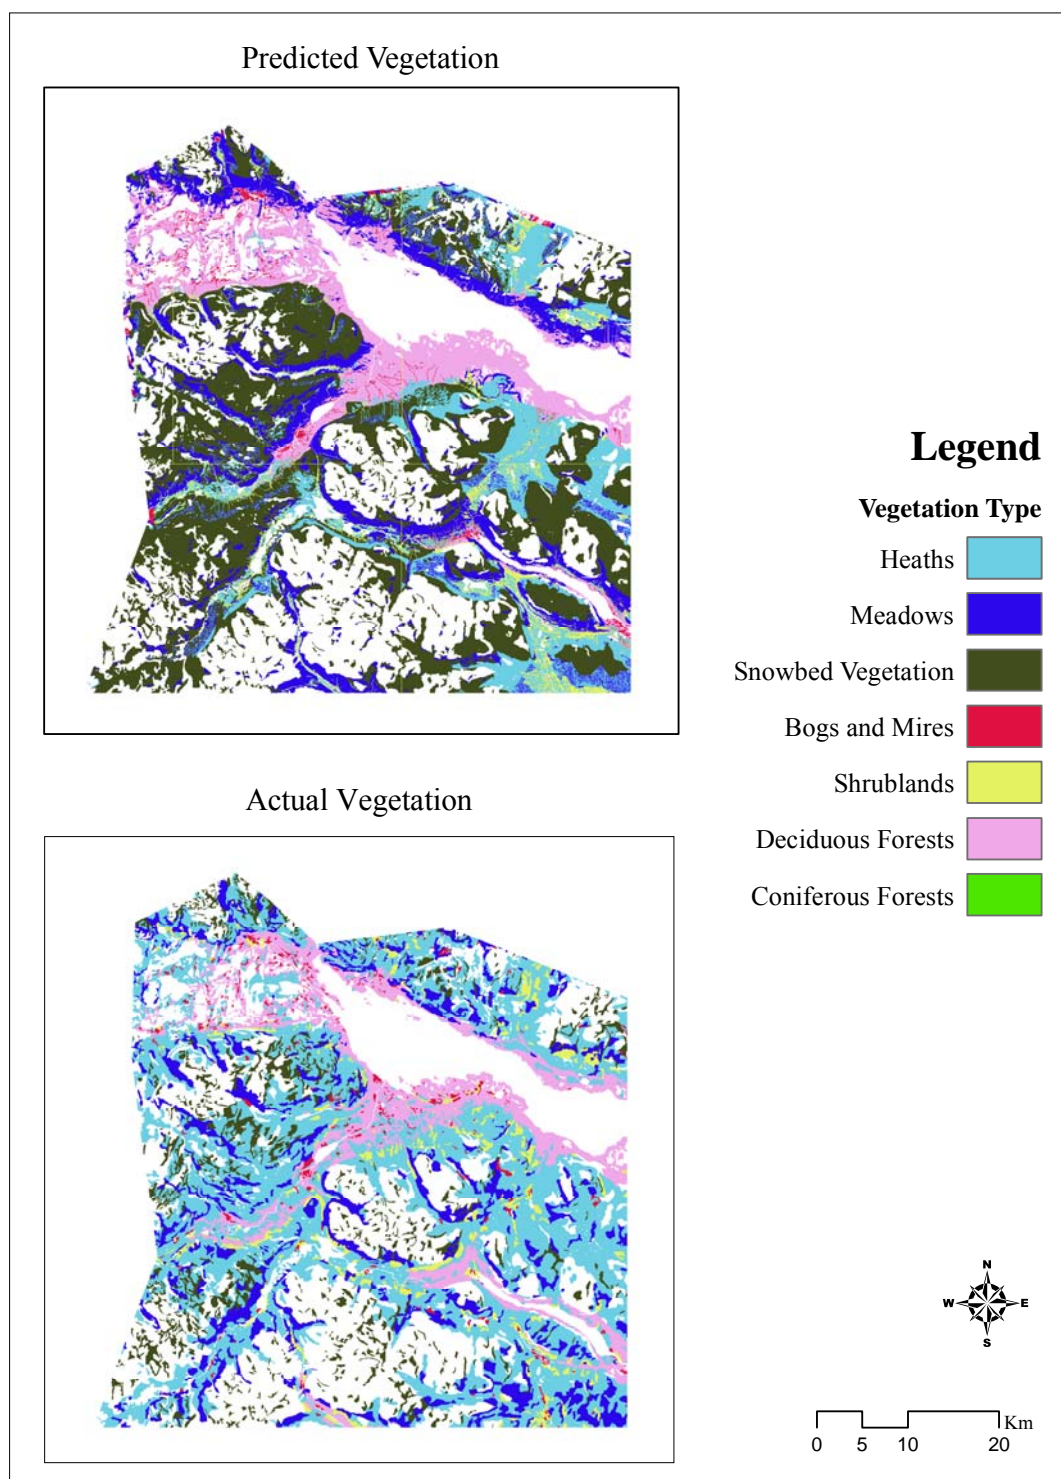 Predicted Vegetation
Legend
Vegetation Type
Heaths
Meadows
Snowbed Vegetation
Bogs and Mires
Shrublands
Deciduous Forests
Coniferous Forests
Actual Vegetation
N
W E
S
Km
0 5 10 20